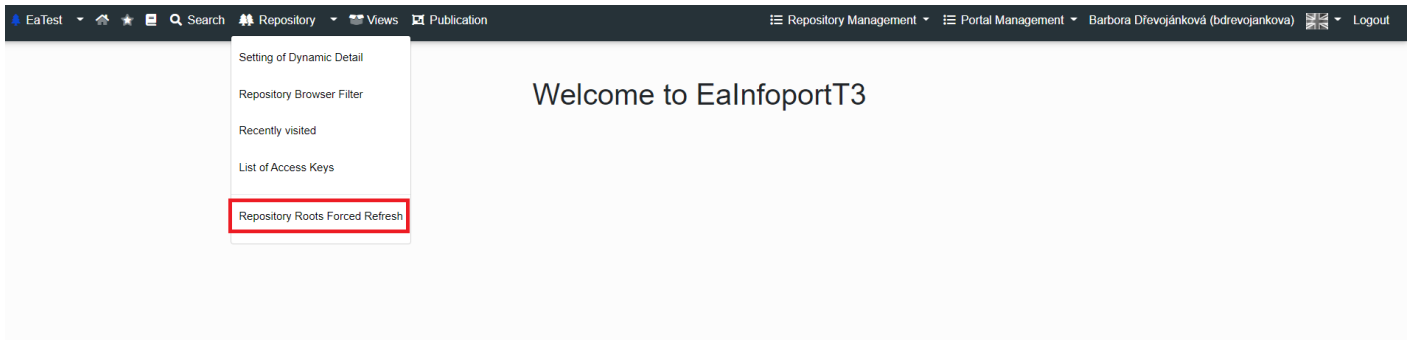 EaTest Search Repository Views Publication Repository Management Portal Management Barbora Dřevojánková (bdrevojankova) Logout
Setting of Dynamic Detail
Repository Browser Filter
Recently visited
List of Access Keys
Repository Roots Forced Refresh
Welcome to EaInfoportT3